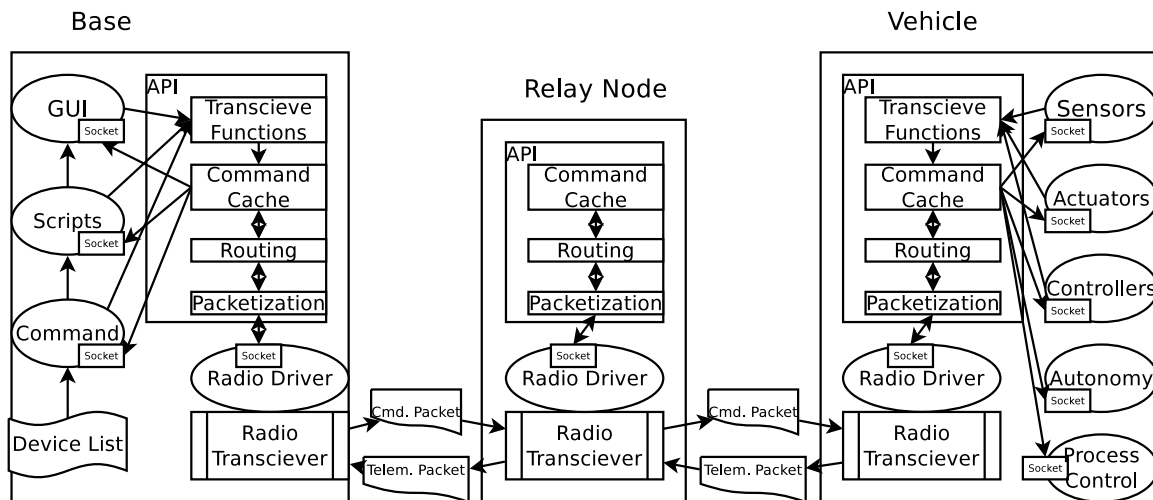 Base
API
GUI
Socket
Transcieve
Functions
Command
Cache
Scripts
Socket
Routing
Packetization
Command
Socket
Socket
Radio Driver
Device List
Radio
Transciever
Cmd. Packet
Telem. Packet
Relay Node
API
Command
Cache
Routing
Packetization
Socket
Radio Driver
Radio
Transciever
Cmd. Packet
Telem. Packet
Vehicle
API
Transcieve
Functions
Command
Cache
Routing
Packetization
Socket
Radio Driver
Radio
Transciever
Sensors
Socket
Actuators
Socket
Controllers
Socket
Autonomy
Socket
Process
Control
Socket